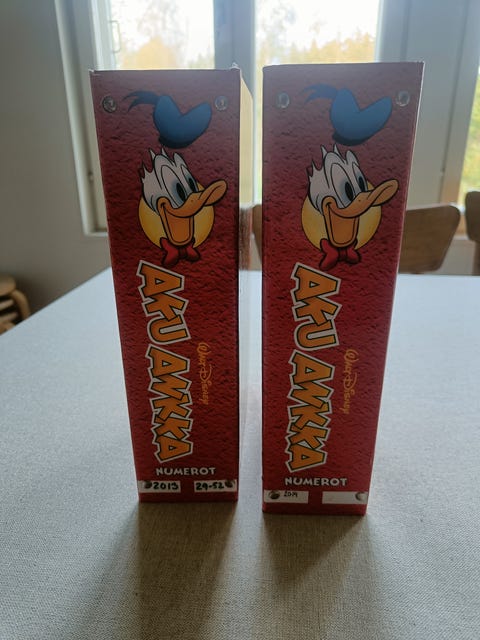 AKU ANKKA
Walt Disney
NUMEROT
2013 29-52
AKU ANKKA
Walt Disney
NUMEROT
2014